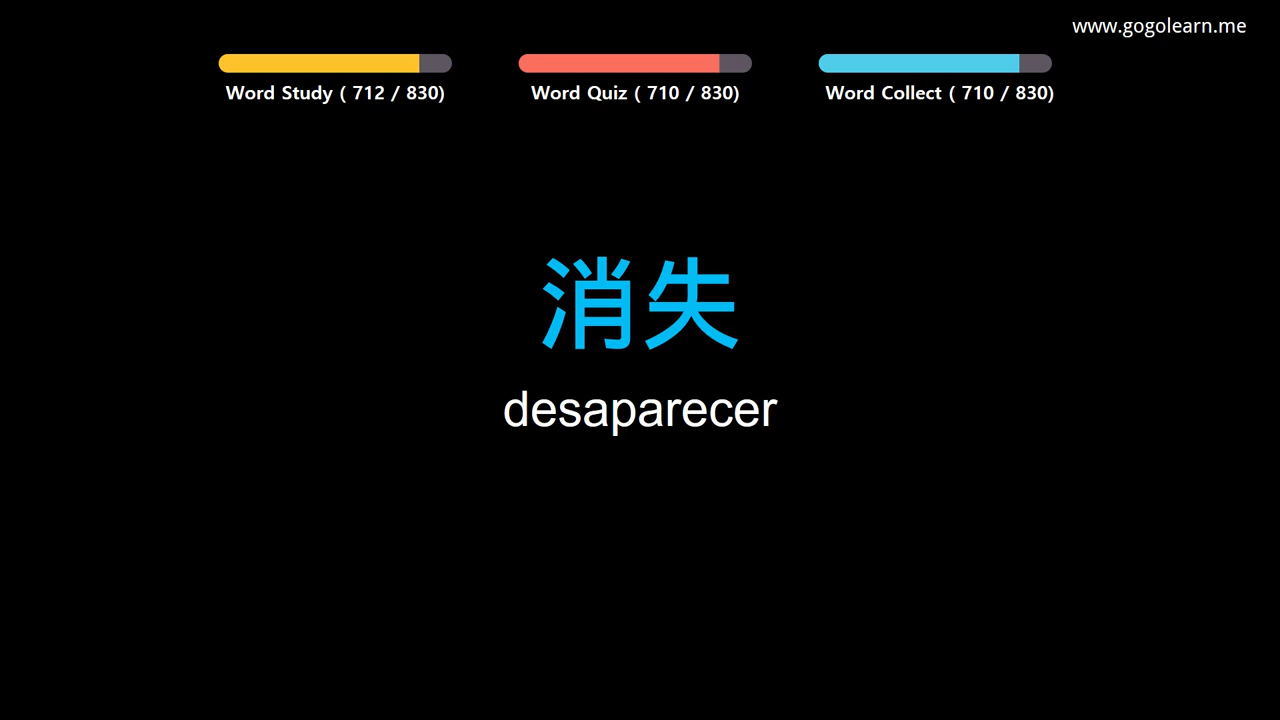 www.gogolearn.me
Word Study ( 712 / 830)
Word Quiz ( 710 / 830)
Word Collect ( 710 / 830)
消失
desaparecer